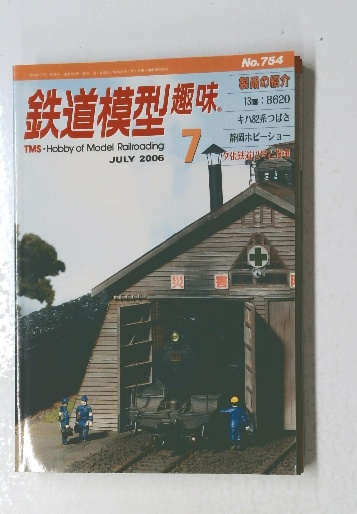 No.754
鉄道模型趣味
製品の紹介
13㎜:8620
キハ82系つばさ
静岡ホビーショー
TMS・Hobby of Model Railroading
JULY 2006
7
災害